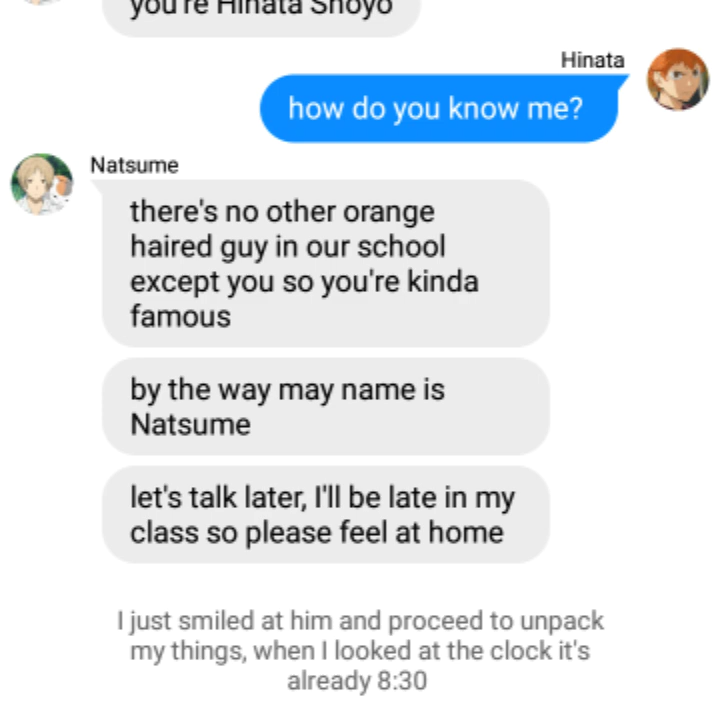 you're Hinata Shoyo
Hinata
how do you know me?
Natsume
there's no other orange
haired guy in our school
except you so you're kinda
famous
by the way may name is
Natsume
let's talk later, I'll be late in my
class so please feel at home
I just smiled at him and proceed to unpack
my things, when I looked at the clock it's
already 8:30